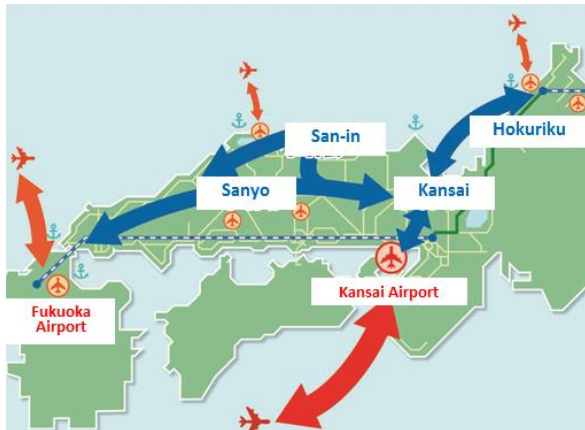 Hokuriku
San-in
Sanyo
Kansai
Fukuoka
Airport
Kansai Airport